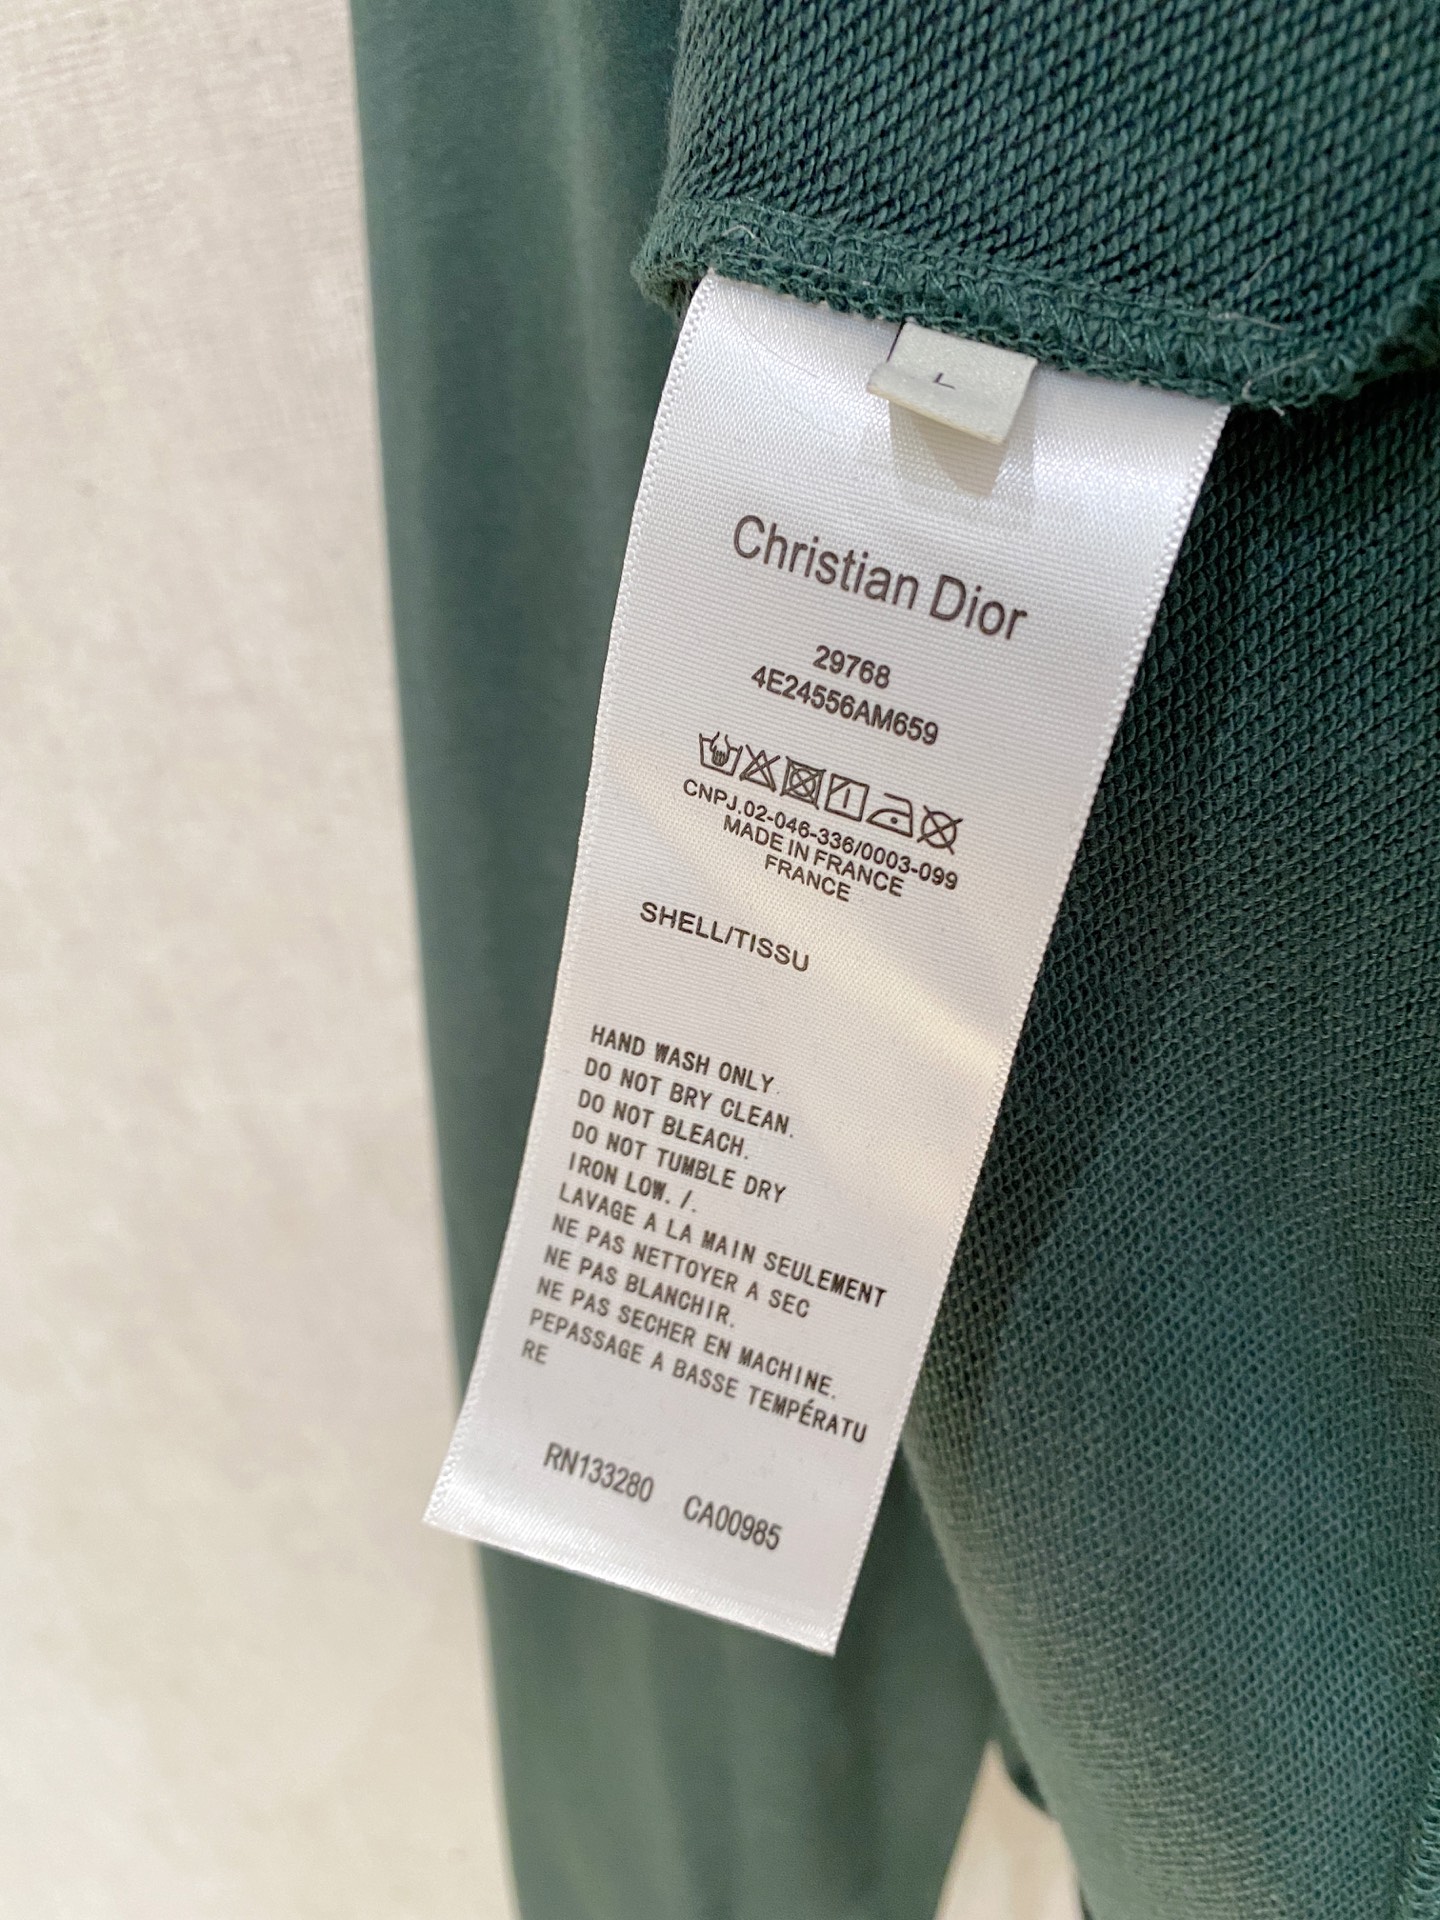 L
Christian Dior
29768
4E24556AM659
CNPJ.02-046-336/0003-099
MADE IN FRANCE
FRANCE
SHELL/TISSU
HAND WASH ONLY.
DO NOT BRY CLEAN.
DO NOT BLEACH.
DO NOT TUMBLE DRY
IRON LOW. /.
LAVAGE A LA MAIN SEULEMENT
NE PAS NETTOYER A SEC
NE PAS BLANCHIR.
NE PAS SECHER EN MACHINE.
PEPASSAGE A BASSE TEMPÉRATU
RE
RN133280 CA00985